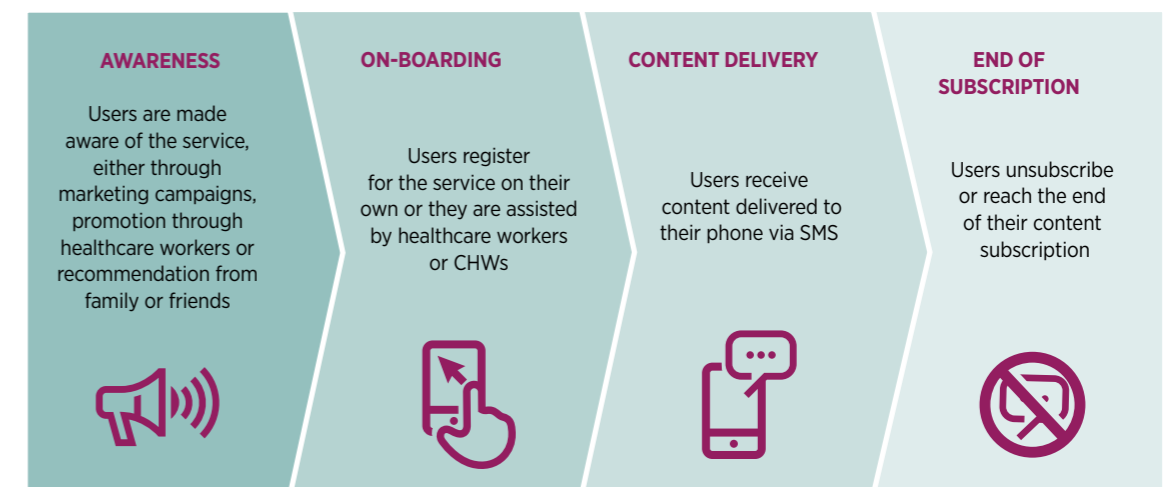 AWARENESS
Users are made
aware of the service,
either through
marketing campaigns,
promotion through
healthcare workers or
recommendation from
family or friends
ON-BOARDING
Users register
for the service on their
own or they are assisted
by healthcare workers
or CHWs
CONTENT DELIVERY
Users receive
content delivered to
their phone via SMS
END OF
SUBSCRIPTION
Users unsubscribe
or reach the end
of their content
subscription